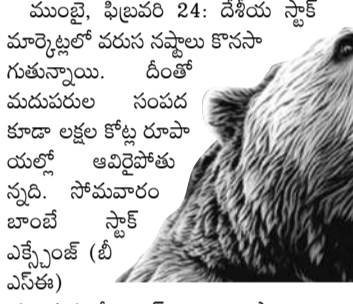 ముంబై, ఫిబ్రవరి 24: దేశీయ స్టాక్
మార్కెట్లలో వరుస నష్టాలు కొనసా
గుతున్నాయి. దీంతో
మదుపరుల సంపద
కూడా లక్షల కోట్ల రూపా
యల్లో ఆవిరైపోతు
న్నది. సోమవారం
బాంబే స్టాక్
ఎక్స్చేంజ్ (బీ
ఎస్ఈ)